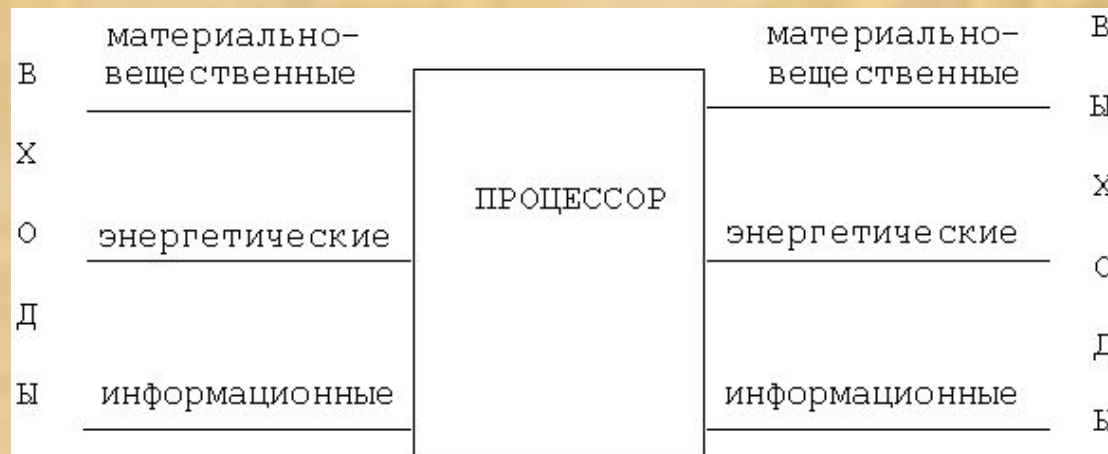 В
Х
О
Д
Ы
материально-
вещественные
энергетические
информационные
ПРОЦЕССОР
материально-
вещественные
энергетические
информационные
В
Ы
Х
О
Д
Ы